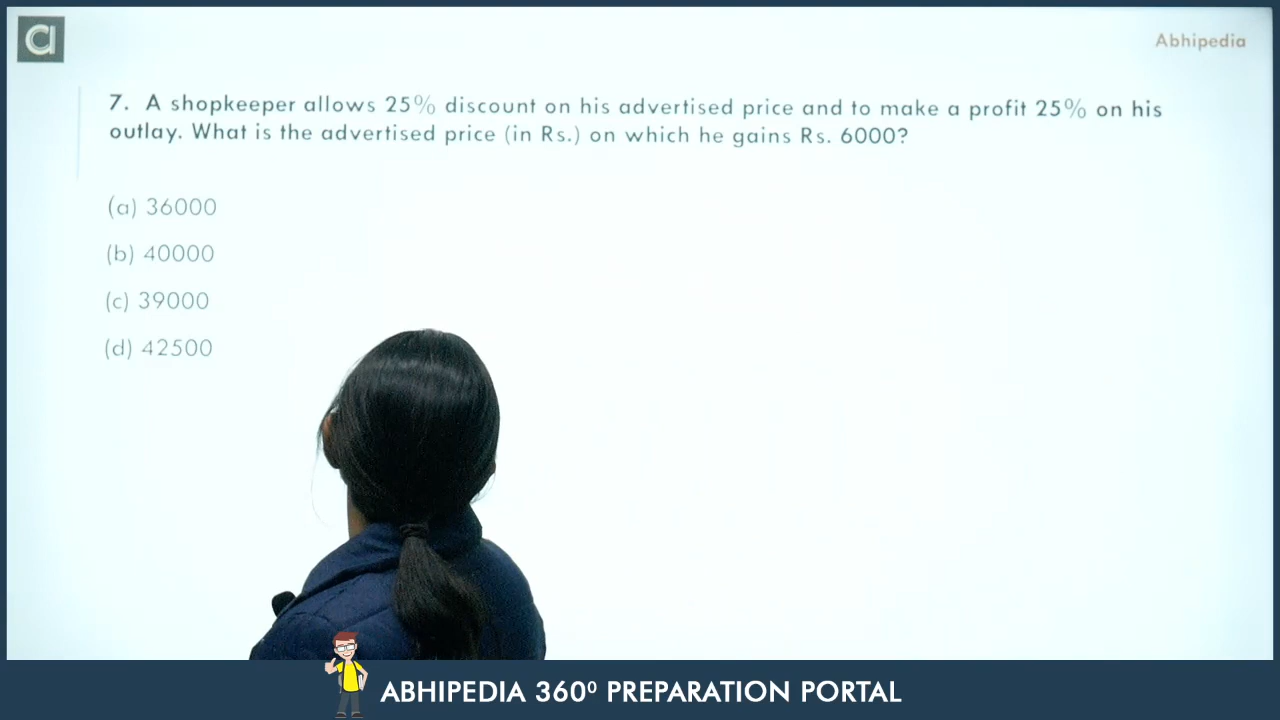 Abhipedia
7. A shopkeeper allows 25% discount on his advertised price and to make a profit 25% on his
outlay. What is the advertised price (in Rs.) on which he gains Rs. 6000?
(a) 36000
(b) 40000
(c) 39000
(d) 42500
ABHIPEDIA 360⁰ PREPARATION PORTAL